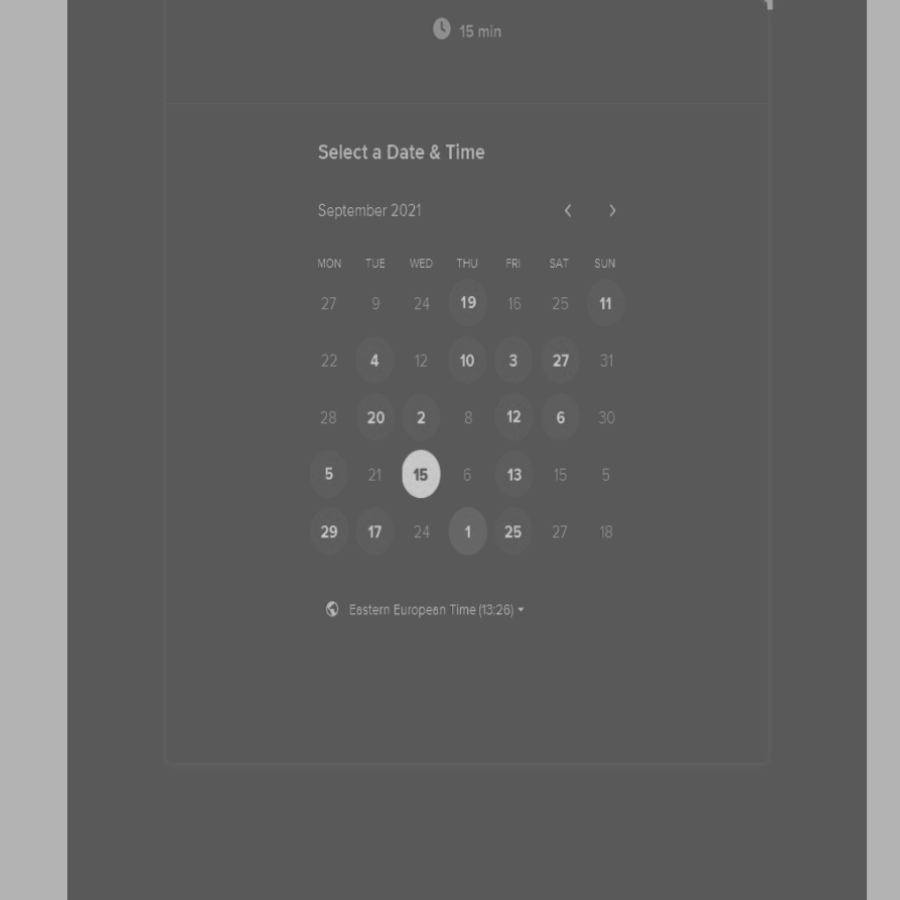 15 min
Select a Date & Time
September 2021
MON TUE WED THU FRI SAT SUN
27 9 24 19 16 25 11
22 4 12 10 3 27 31
28 20 2 8 12 6 30
5 21 15 6 13 15 5
29 17 24 1 25 27 18
Eastern European Time (13:26)